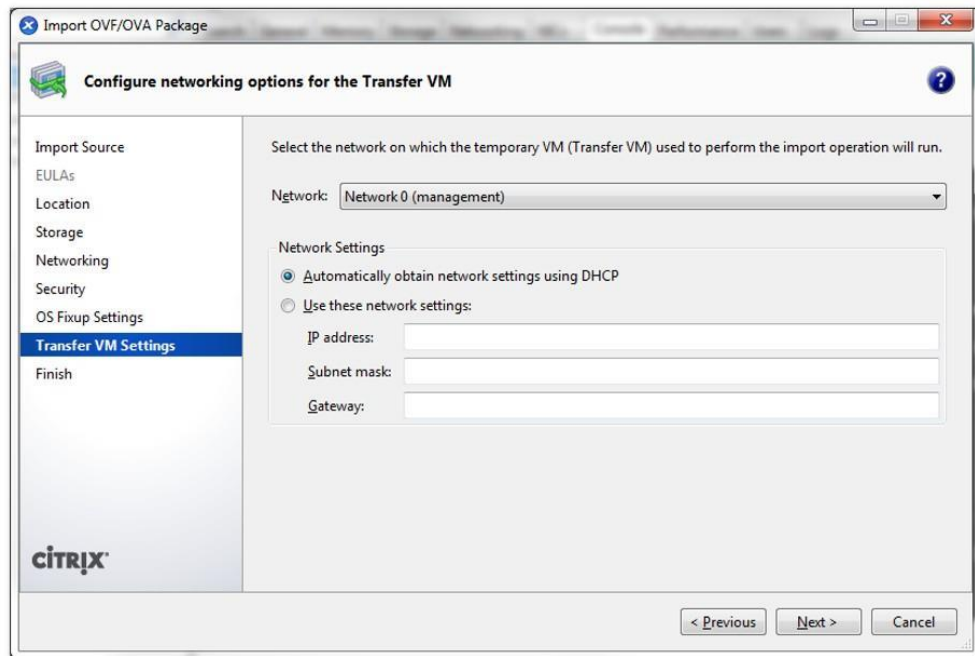 Import OVF/OVA Package
Configure networking options for the Transfer VM
?
Import Source
EULAs
Location
Storage
Networking
Security
OS Fixup Settings
Transfer VM Settings
Finish
CİTRIX
Select the network on which the temporary VM (Transfer VM) used to perform the import operation will run.
Network: Network 0 (management)
Network Settings
Automatically obtain network settings using DHCP
Use these network settings:
IP address:
Subnet mask:
Gateway:
< Previous Next > Cancel